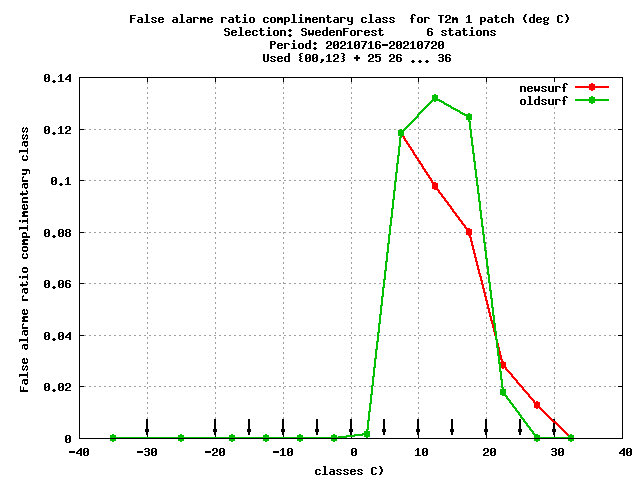 False alarme ratio complimentary class  for T2m 1 patch (deg C)
Selection: SwedenForest      6 stations
Period: 20210716-20210720
Used {00,12} + 25 26 ... 36
newsurf
oldsurf
False alarme ratio complimentary class
0.14
0.12
0.1
0.08
0.06
0.04
0.02
0
-40 -30 -20 -10 0 10 20 30 40
classes C)